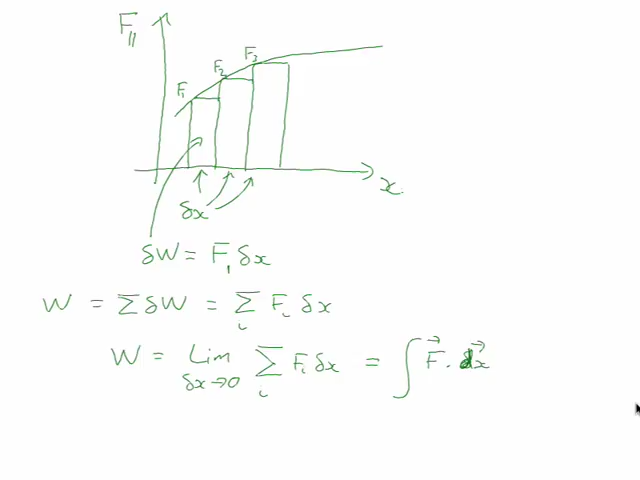 F∥
F₁ F₂ F₃
x
δx
δW = F₁ δx
W = Σ δW = Σᵢ Fᵢ δx
W = Lim δx→0 Σᵢ Fᵢ δx = ∫ F⃗ . dx⃗